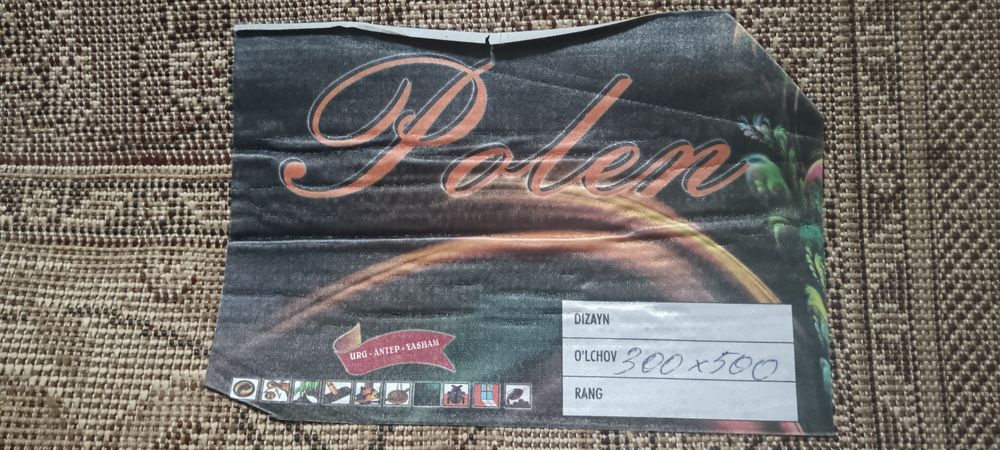 Polen
URG - ANTEP - YASHAM
DIZAYN
O'LCHOV 300x500
RANG